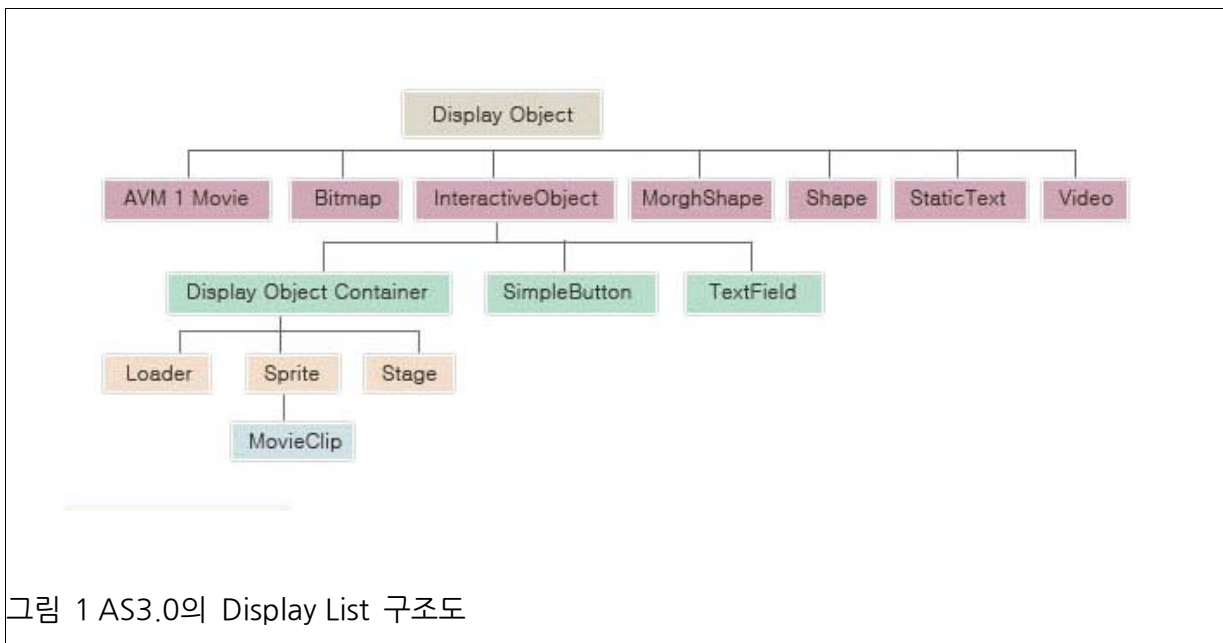 Display Object
AVM 1 Movie Bitmap InteractiveObject MorghShape Shape StaticText Video
Display Object Container SimpleButton TextField
Loader Sprite Stage
MovieClip
그림 1 AS3.0의 Display List 구조도